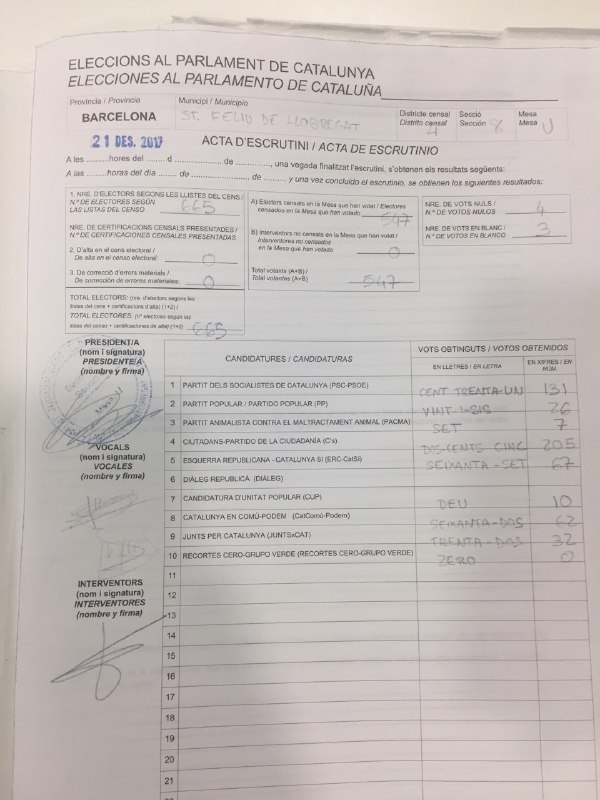 ELECCIONS AL PARLAMENT DE CATALUNYA
ELECCIONES AL PARLAMENTO DE CATALUÑA
Província / Provincia
BARCELONA
Municipi / Municipio
ST. FELIU DE LLOBREGAT
Districte censal
Distrito censal
4
Secció
Sección
8
Mesa
Mesa
U
21 DES. 2017
ACTA D'ESCRUTINI / ACTA DE ESCRUTINIO
A les ..........hores del ....... d .................. de ............, una vegada finalitzat l'escrutini, s'obtenen els resultats següents:
A las ..........hores del día ...... de .................. de ............ y una vez concluido el escrutinio, se obtienen los siguientes resultados:
1. NRE. D'ELECTORS SEGONS LES LLISTES DEL CENS /
N.º DE ELECTORES SEGÚN
LAS LISTAS DEL CENSO
665
NRE. DE CERTIFICACIONS CENSALS PRESENTADES /
N.º DE CERTIFICACIONES CENSALES PRESENTADAS
2. D'alta en el cens electoral /
De alta en el censo electoral:
0
3. De correcció d'errors materials /
De corrección de errores materiales:
0
TOTAL ELECTORS: (nre. d'electors segons les
llistes del cens + certificacions d'alta) (1+2) /
TOTAL ELECTORES: (n.º electores según las
listas del censo + certificaciones de alta) (1+2)
665
A) Electors censats en la Mesa que han votat / Electores
censados en la Mesa que han votado
547
B) Interventors no censats en la Mesa que han votat /
Interventores no censados
en la Mesa que han votado
0
Total votants (A+B) /
Total votantes (A+B)
547
NRE. DE VOTS NULS /
N.º DE VOTOS NULOS
4
NRE. DE VOTS EN BLANC /
N.º DE VOTOS EN BLANCO
3
PRESIDENT/A
(nom i signatura)
PRESIDENTE/A
(nombre y firma)
VOCALS
(nom i signatura)
VOCALES
(nombre y firma)
INTERVENTORS
(nom i signatura)
INTERVENTORES
(nombre y firma)
CANDIDATURES / CANDIDATURAS
VOTS OBTINGUTS / VOTOS OBTENIDOS
EN LLETRES / EN LETRA
EN XIFRES / EN NÚM.
1 PARTIT DELS SOCIALISTES DE CATALUNYA (PSC-PSOE) CENT TRENTA-UN 131
2 PARTIT POPULAR / PARTIDO POPULAR (PP) VINT-I-SIS 26
3 PARTIT ANIMALISTA CONTRA EL MALTRACTAMENT ANIMAL (PACMA) SET 7
4 CIUTADANS-PARTIDO DE LA CIUDADANÍA (C's) DOS-CENTS CINC 205
5 ESQUERRA REPUBLICANA - CATALUNYA SÍ (ERC-CatSí) SEIXANTA-SET 67
6 DIÀLEG REPUBLICÀ (DIALEG)
7 CANDIDATURA D'UNITAT POPULAR (CUP) DEU 10
8 CATALUNYA EN COMÚ-PODEM (CatComú-Podem) SEIXANTA-DOS 62
9 JUNTS PER CATALUNYA (JUNTSxCAT) TRENTA-DOS 32
10 RECORTES CERO-GRUPO VERDE (RECORTES CERO-GRUPO VERDE) ZERO 0
11
12
13
14
15
16
17
18
19
20
21